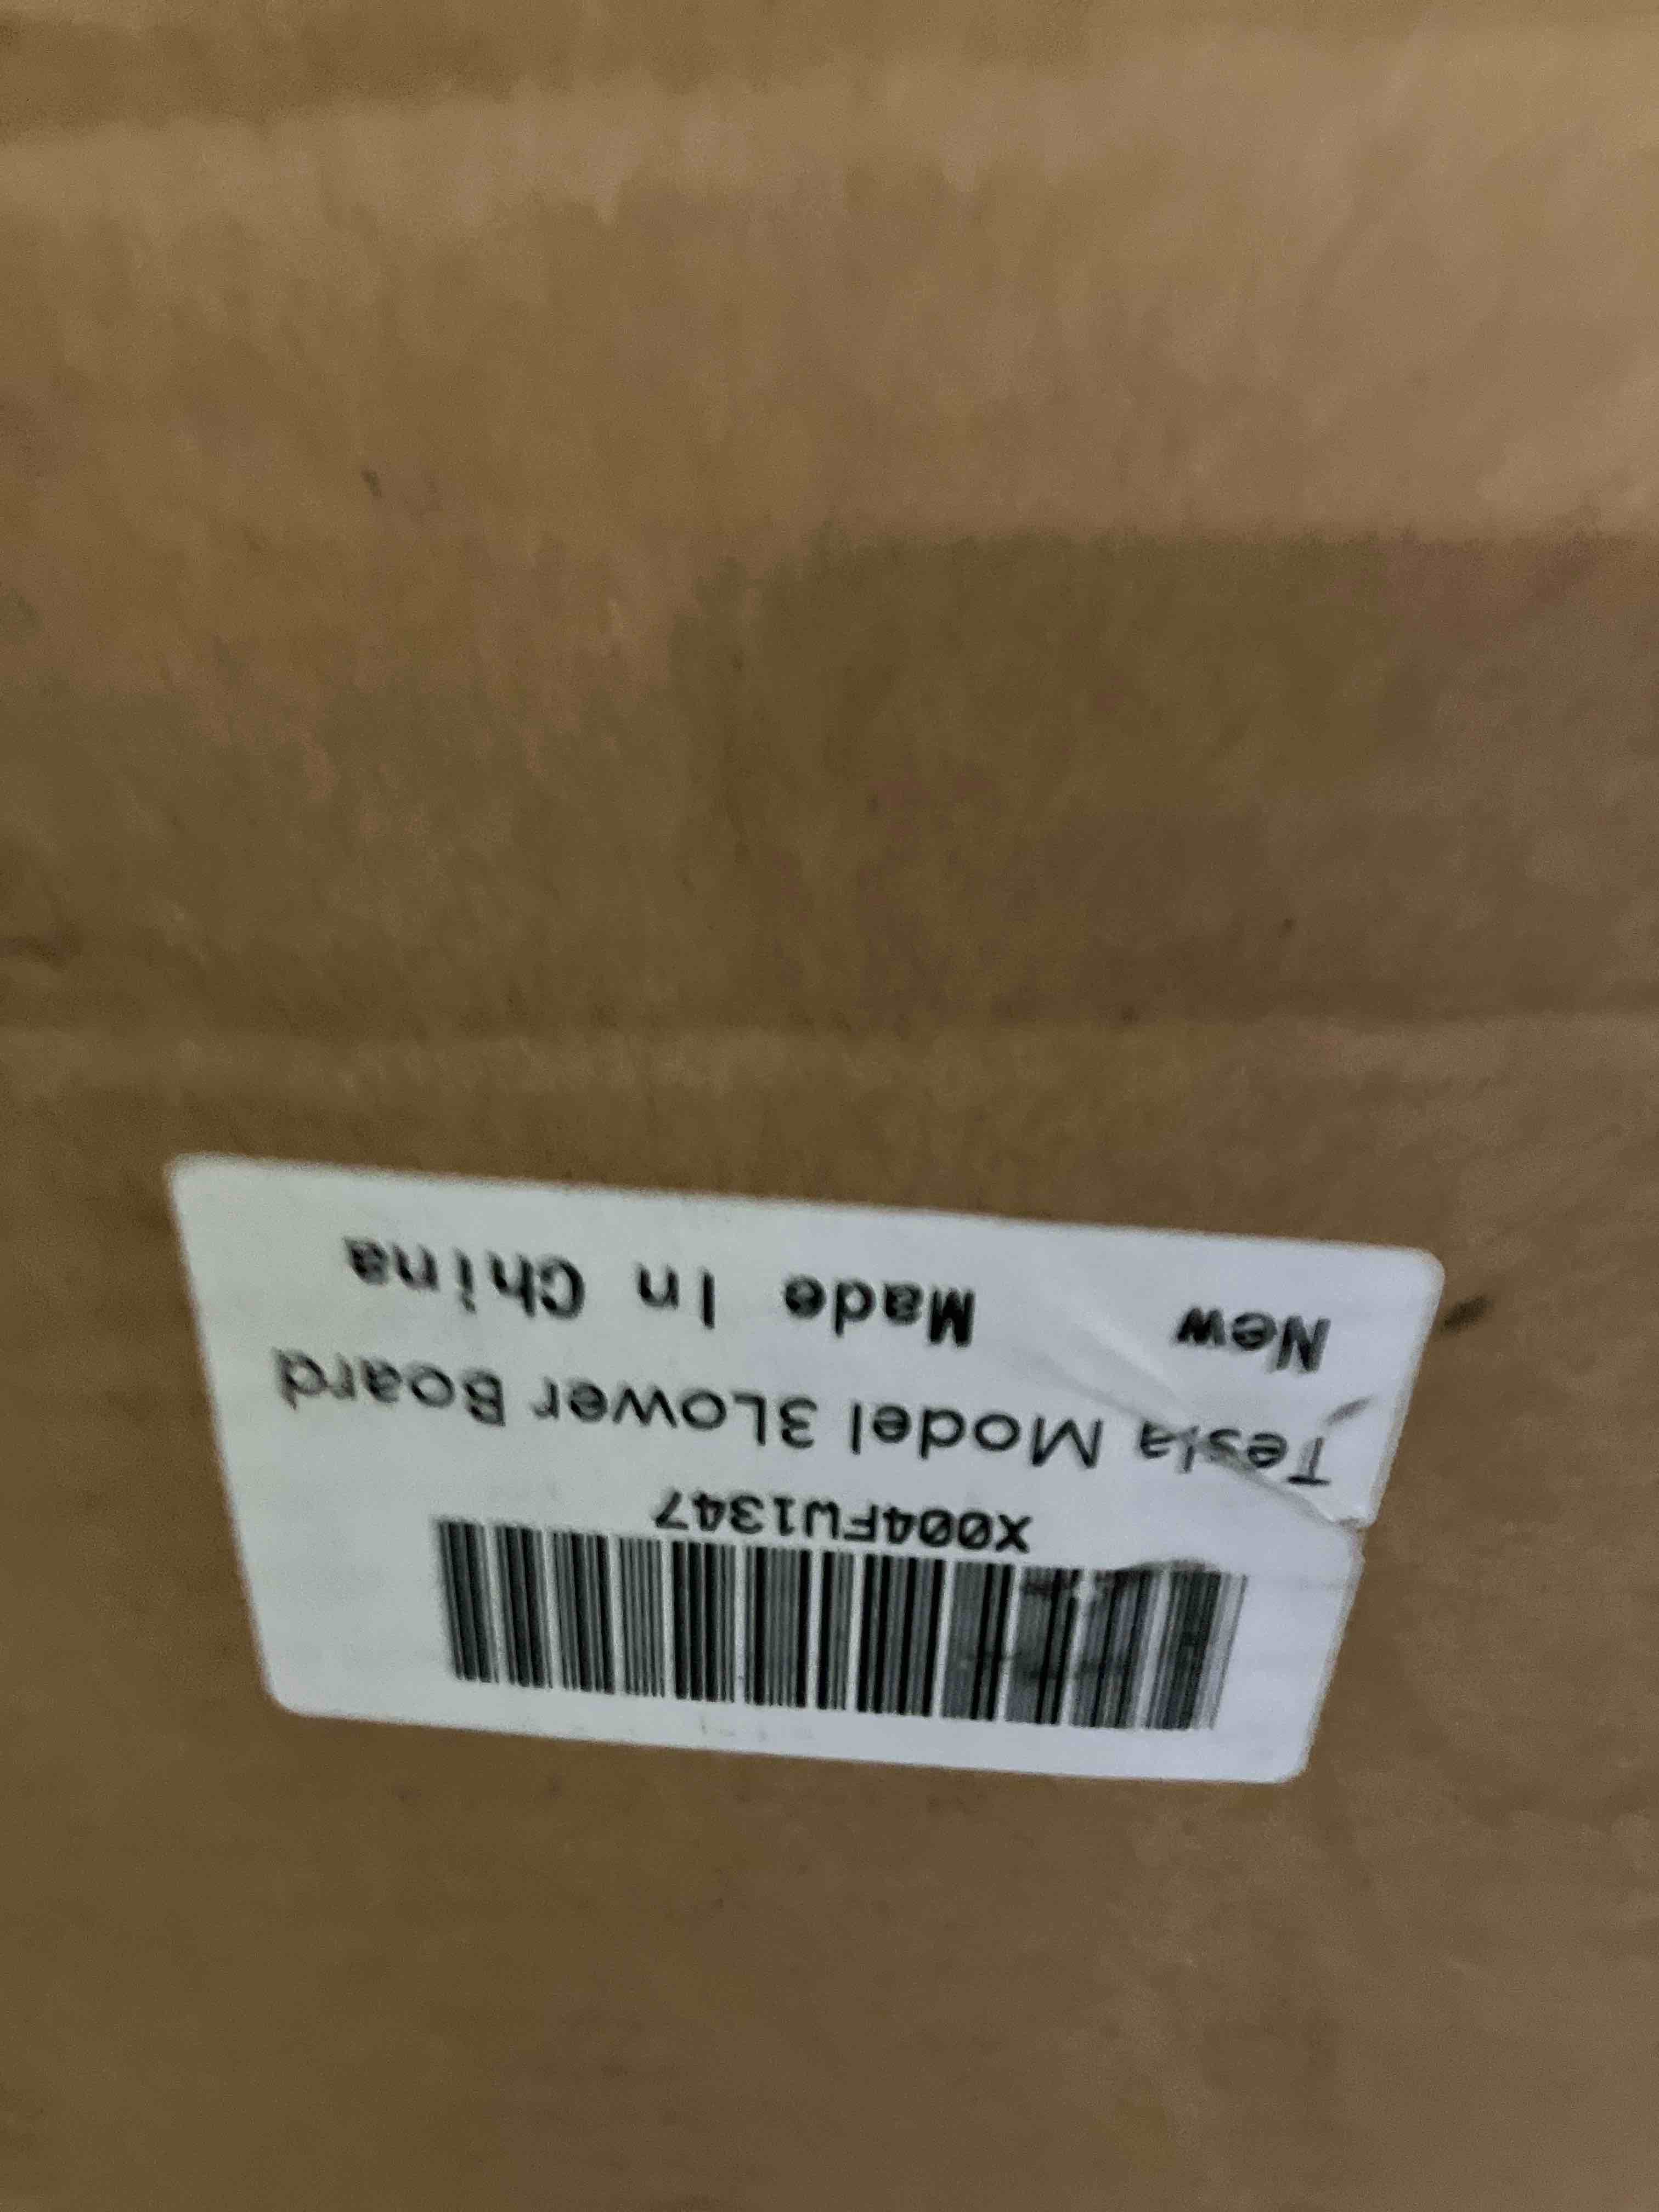 X004FW1347
Tesla Model 3Lower Board
New Made In China